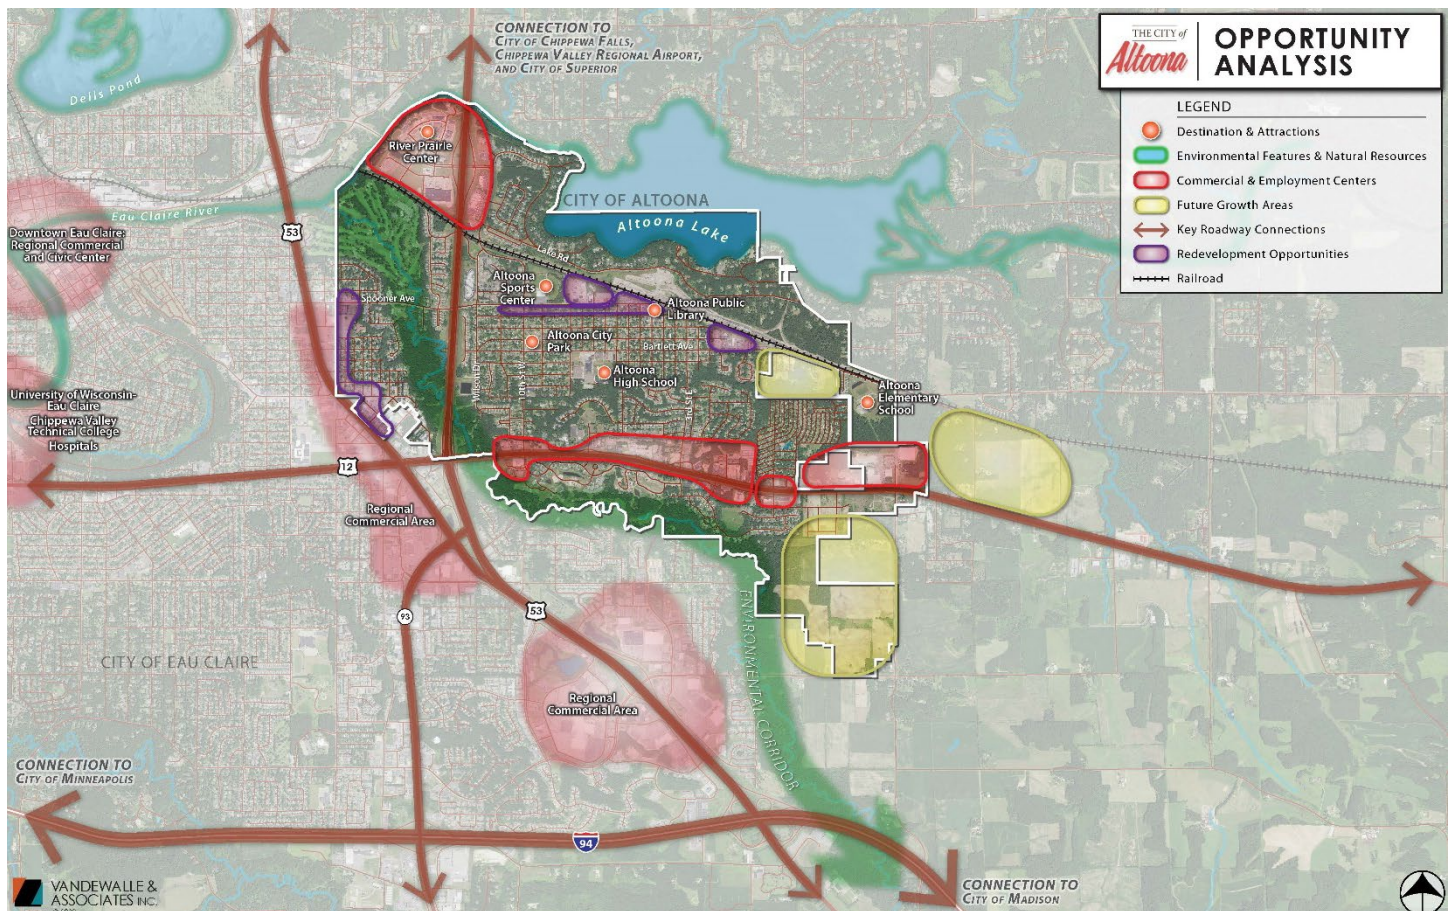 CONNECTION TO
CITY OF CHIPPEWA FALLS,
CHIPPEWA VALLEY REGIONAL AIRPORT,
AND CITY OF SUPERIOR
THE CITY of
Altoona
OPPORTUNITY
ANALYSIS
LEGEND
Destination & Attractions
Environmental Features & Natural Resources
Commercial & Employment Centers
Future Growth Areas
Key Roadway Connections
Redevelopment Opportunities
Railroad
Dells Pond
River Prairie
Center
CITY OF ALTOONA
Altoona Lake
Eau Claire River
53
Downtown Eau Claire:
Regional Commercial
and Civic Center
Lake Rd
Altoona
Sports
Center
Spooner Ave
Altoona Public
Library
Altoona City
Park
Bartlett Ave
Altoona
High School
Altoona
Elementary
School
10th St W
University of Wisconsin-
Eau Claire
Chippewa Valley
Technical College
Hospitals
12
Regional
Commercial Area
93
53
CITY OF EAU CLAIRE
Regional
Commercial Area
ENVIRONMENTAL CORRIDOR
CONNECTION TO
CITY OF MINNEAPOLIS
94
CONNECTION TO
CITY OF MADISON
VANDEWALLE &
ASSOCIATES INC.